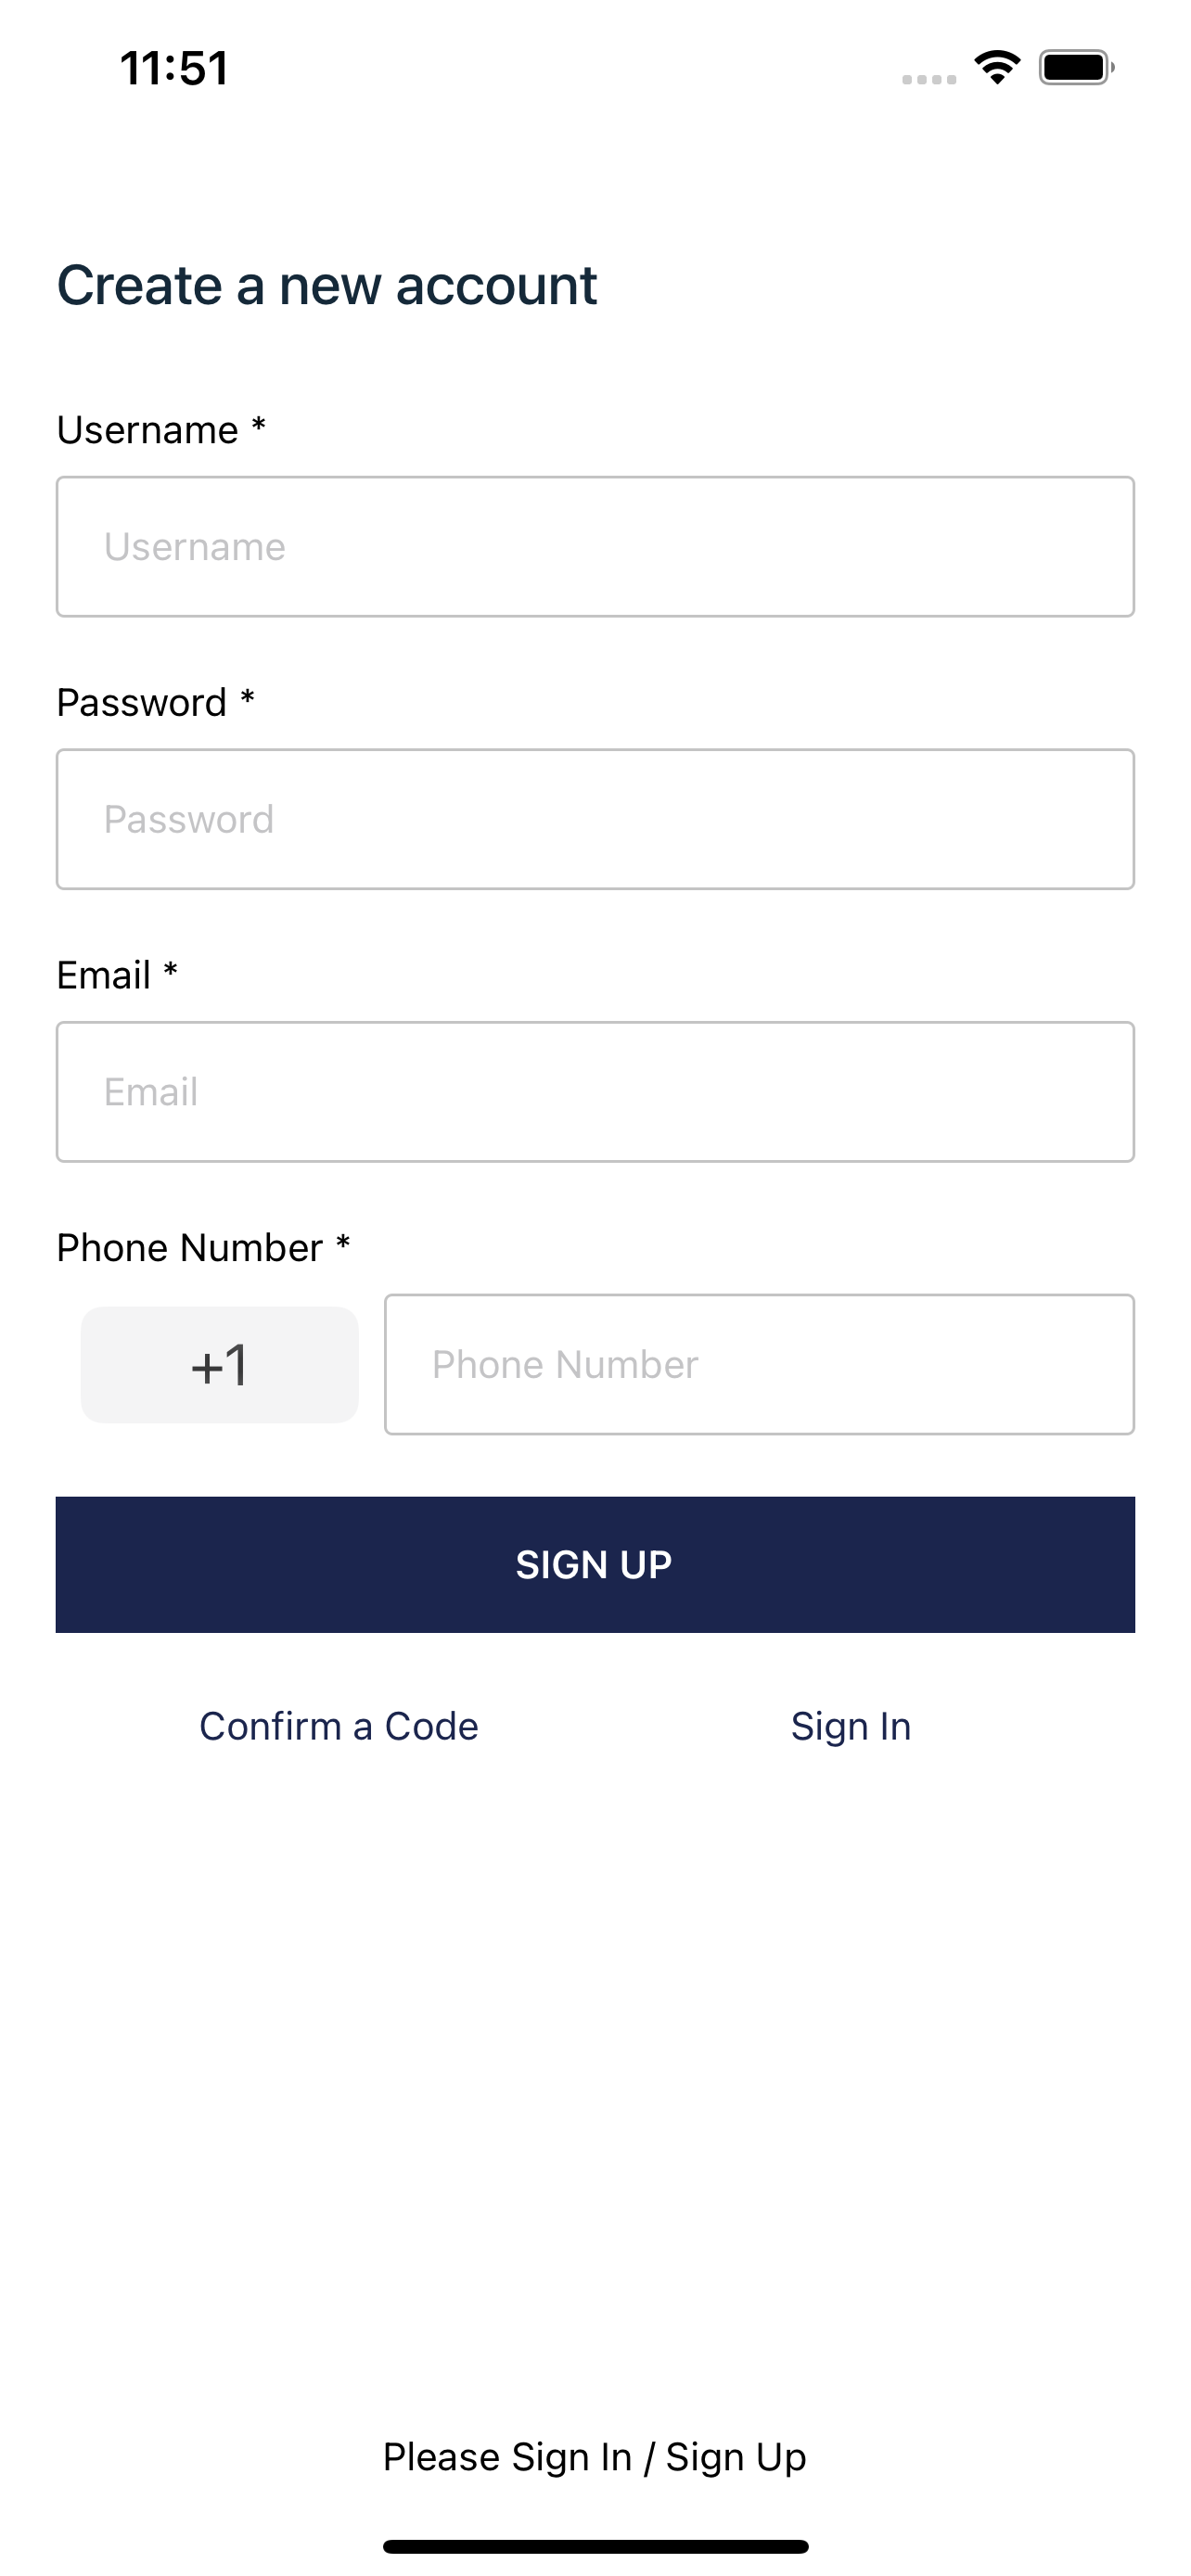 11:51
Create a new account
Username *
Username
Password *
Password
Email *
Email
Phone Number *
+1
Phone Number
SIGN UP
Confirm a Code
Sign In
Please Sign In / Sign Up